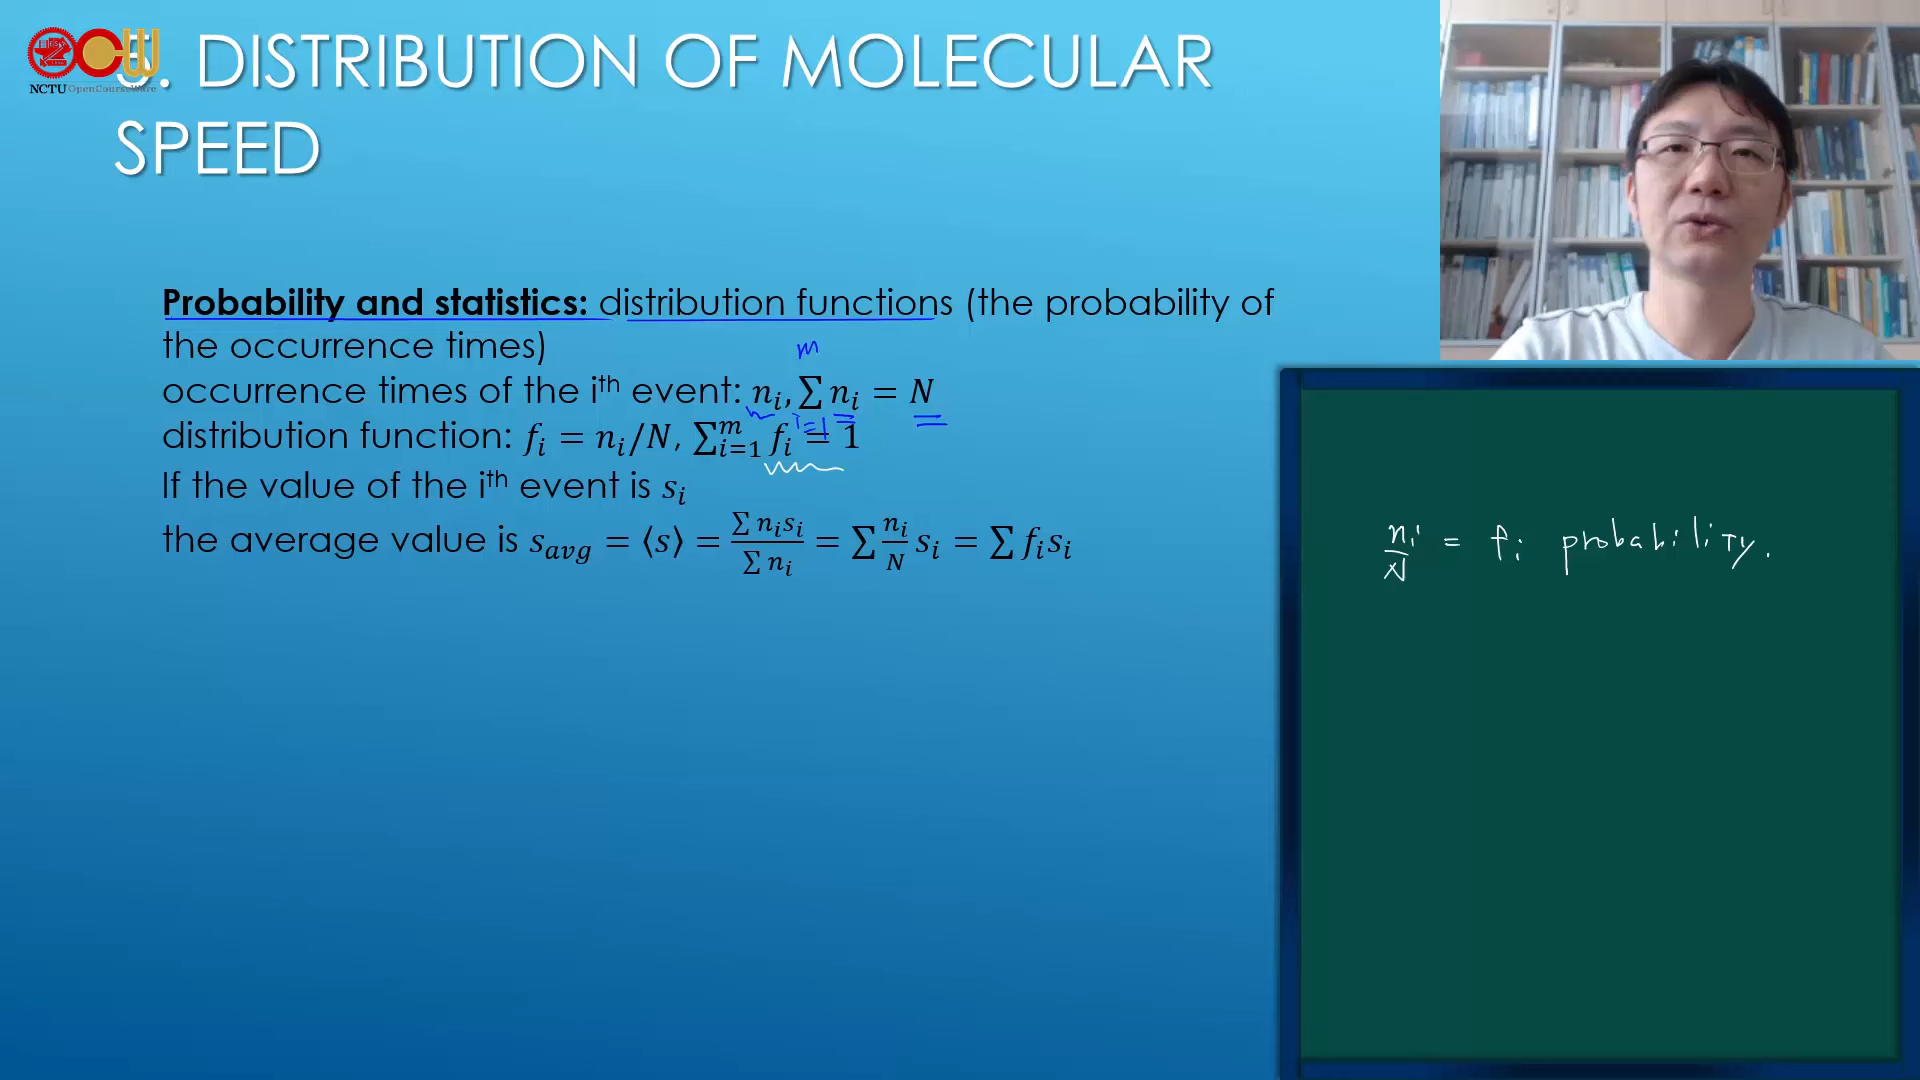 5. DISTRIBUTION OF MOLECULAR
SPEED
NCTU OpenCourseWare
Probability and statistics: distribution functions (the probability of
the occurrence times)
m
occurrence times of the iᵗʰ event: nᵢ, ∑ nᵢ = N
i=1
distribution function: fᵢ = nᵢ/N, ∑ᵢ₌₁ᵐ fᵢ = 1
If the value of the iᵗʰ event is sᵢ
the average value is s_avg = ⟨s⟩ = ∑ nᵢsᵢ / ∑ nᵢ = ∑ nᵢ/N sᵢ = ∑ fᵢsᵢ
nᵢ/N = fᵢ probability.